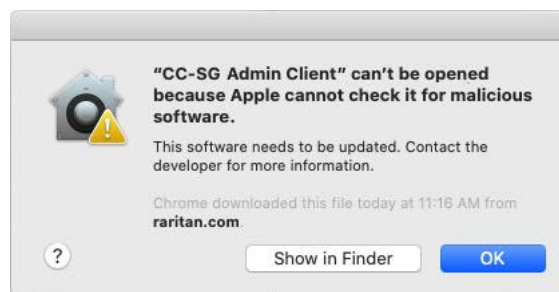 “CC-SG Admin Client” can’t be opened
because Apple cannot check it for malicious
software.
This software needs to be updated. Contact the
developer for more information.
Chrome downloaded this file today at 11:16 AM from
raritan.com.
?
Show in Finder
OK